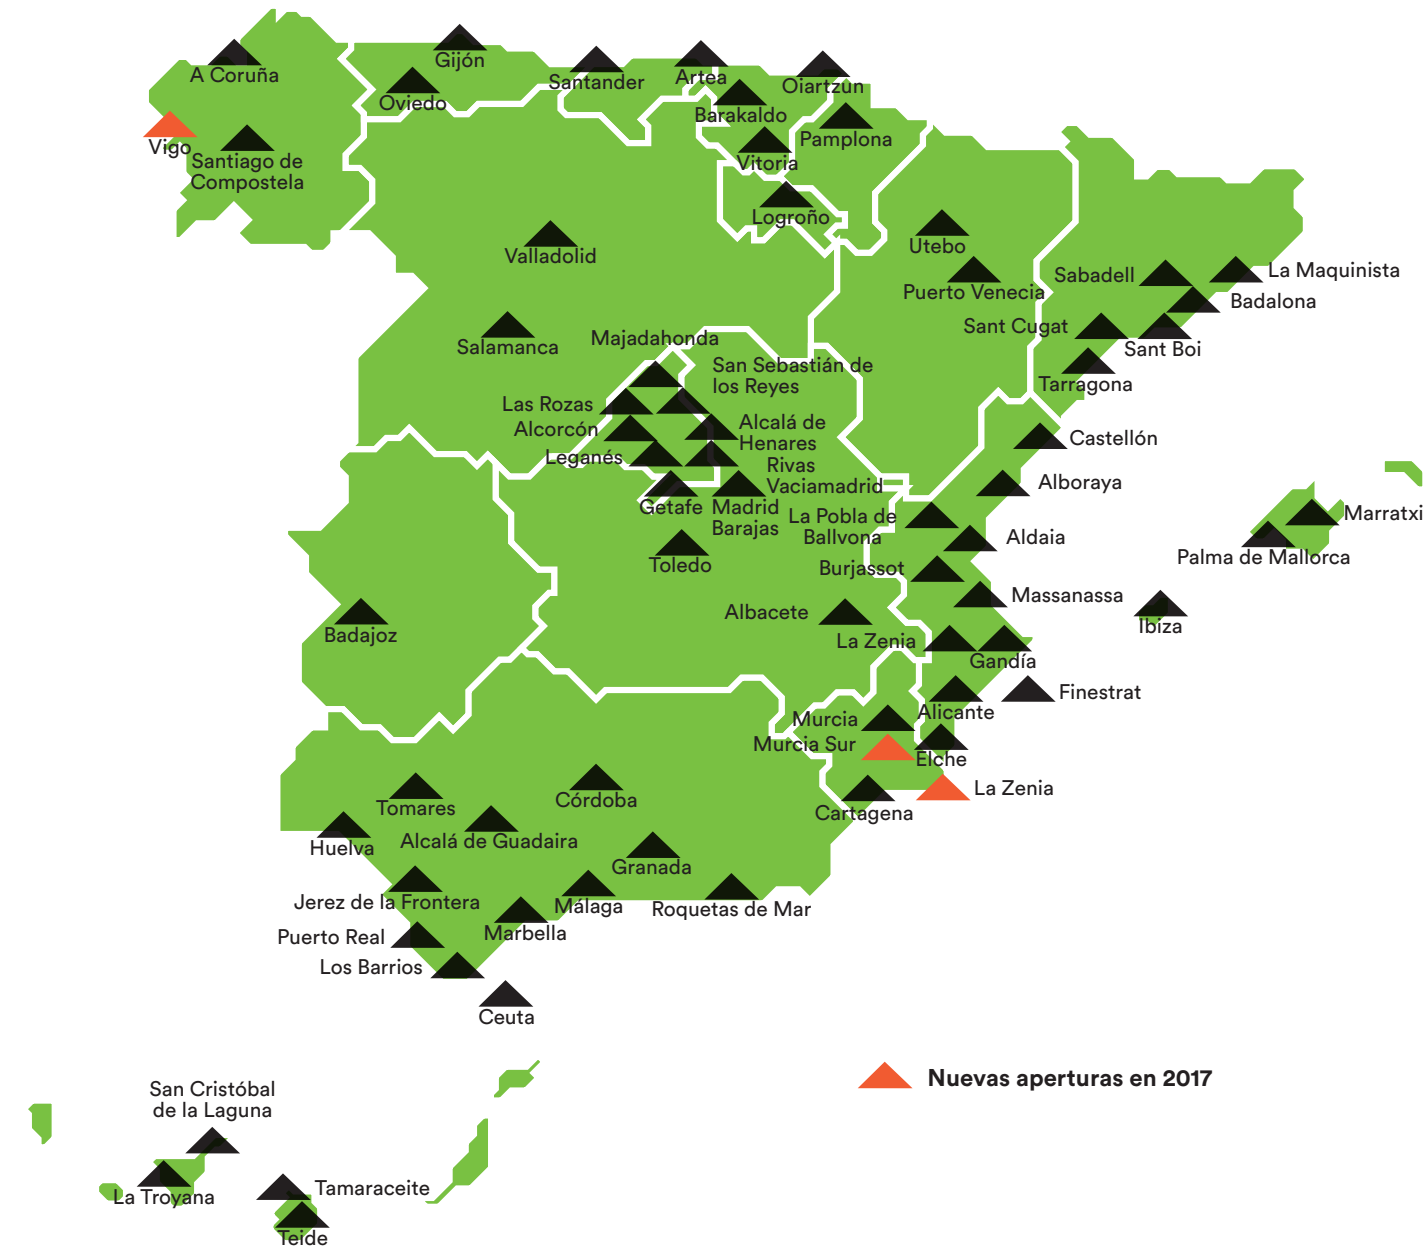 Gijón
A Coruña
Santander
Artea
Oiartzun
Oviedo
Barakaldo
Pamplona
Vigo
Santiago de
Compostela
Vitoria
Logroño
Valladolid
Utebo
Puerto Venecia
Sabadell
La Maquinista
Badalona
Sant Cugat
Sant Boi
Tarragona
Salamanca
Majadahonda
San Sebastián de
los Reyes
Las Rozas
Alcorcón
Alcalá de
Henares
Leganés
Rivas
Vaciamadrid
Getafe
Madrid
Barajas
Castellón
Alboraya
La Pobla de
Ballvona
Aldaia
Marratxi
Palma de Mallorca
Toledo
Burjassot
Massanassa
Ibiza
Badajoz
Albacete
La Zenia
Gandía
Finestrat
Alicante
Murcia
Murcia Sur
Elche
La Zenia
Cartagena
Córdoba
Tomares
Alcalá de Guadaira
Huelva
Granada
Jerez de la Frontera
Málaga
Roquetas de Mar
Marbella
Puerto Real
Los Barrios
Ceuta
Nuevas aperturas en 2017
San Cristóbal
de la Laguna
La Troyana
Tamaraceite
Teide